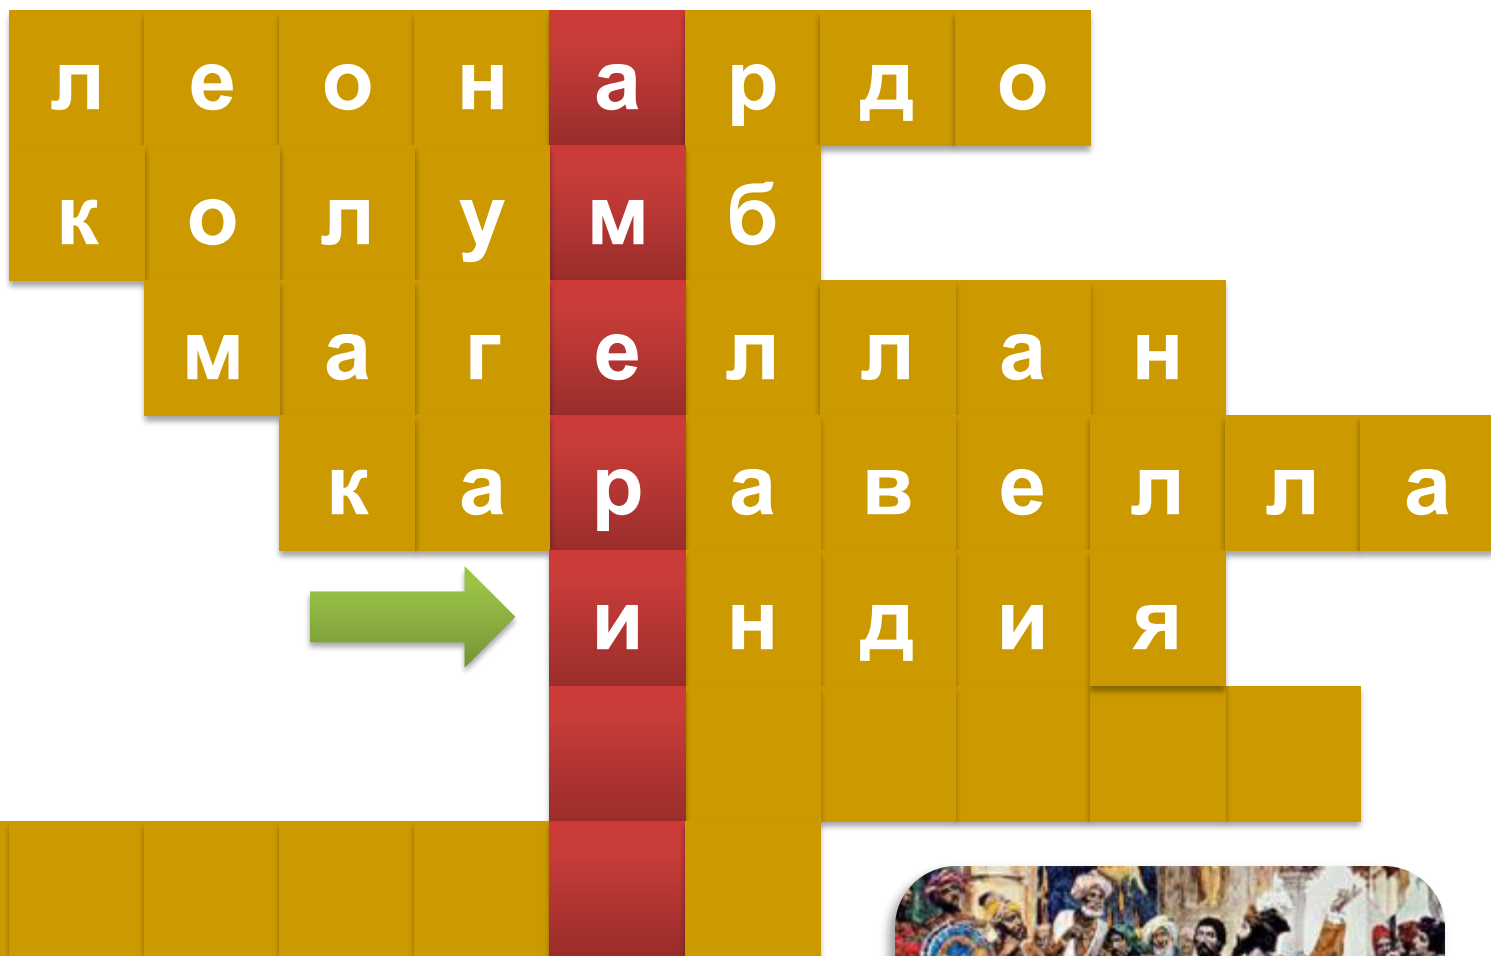 леонардо
колумб
магеллан
каравелла
индия